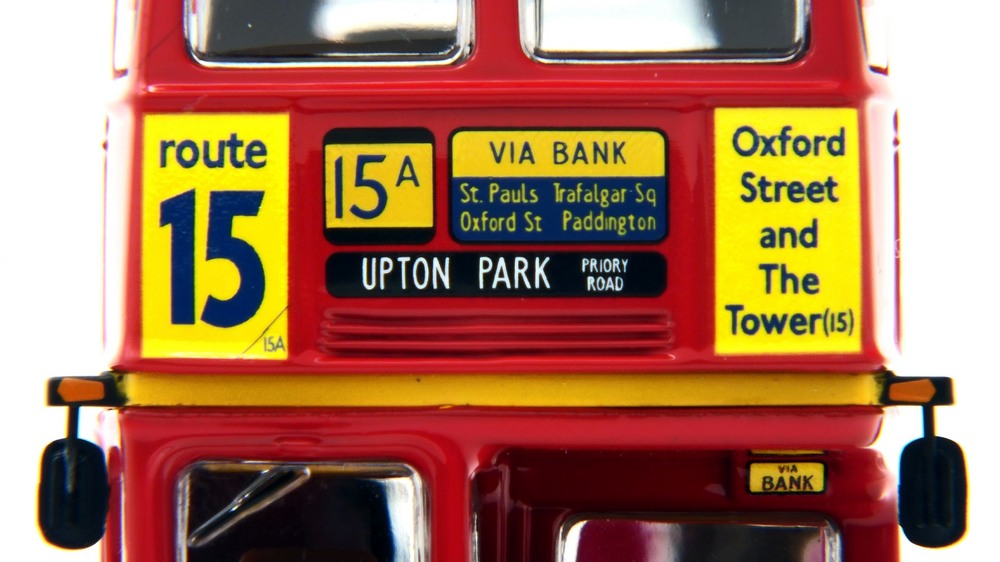 route
15
15A
15A
VIA BANK
St. Pauls Trafalgar Sq
Oxford St Paddington
UPTON PARK PRIORY ROAD
Oxford
Street
and
The
Tower(15)
VIA
BANK